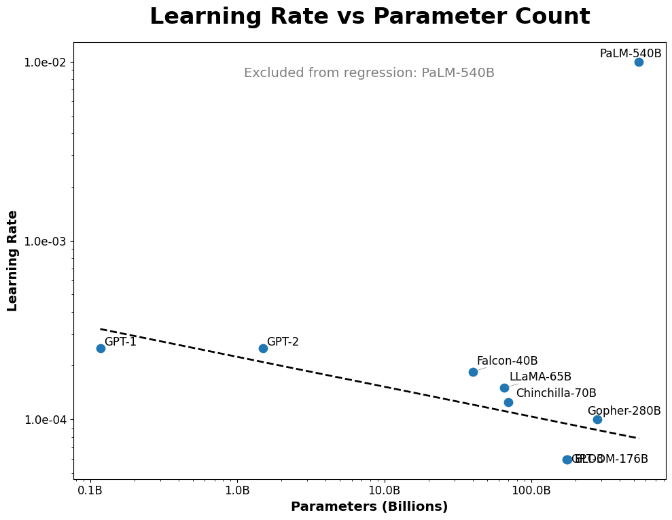 Learning Rate vs Parameter Count
1.0e-02
PaLM-540B
Excluded from regression: PaLM-540B
Learning Rate
1.0e-03
GPT-1
GPT-2
Falcon-40B
LLaMA-65B
Chinchilla-70B
Gopher-280B
1.0e-04
GPT-3
BLOOM-176B
0.1B 1.0B 10.0B 100.0B
Parameters (Billions)